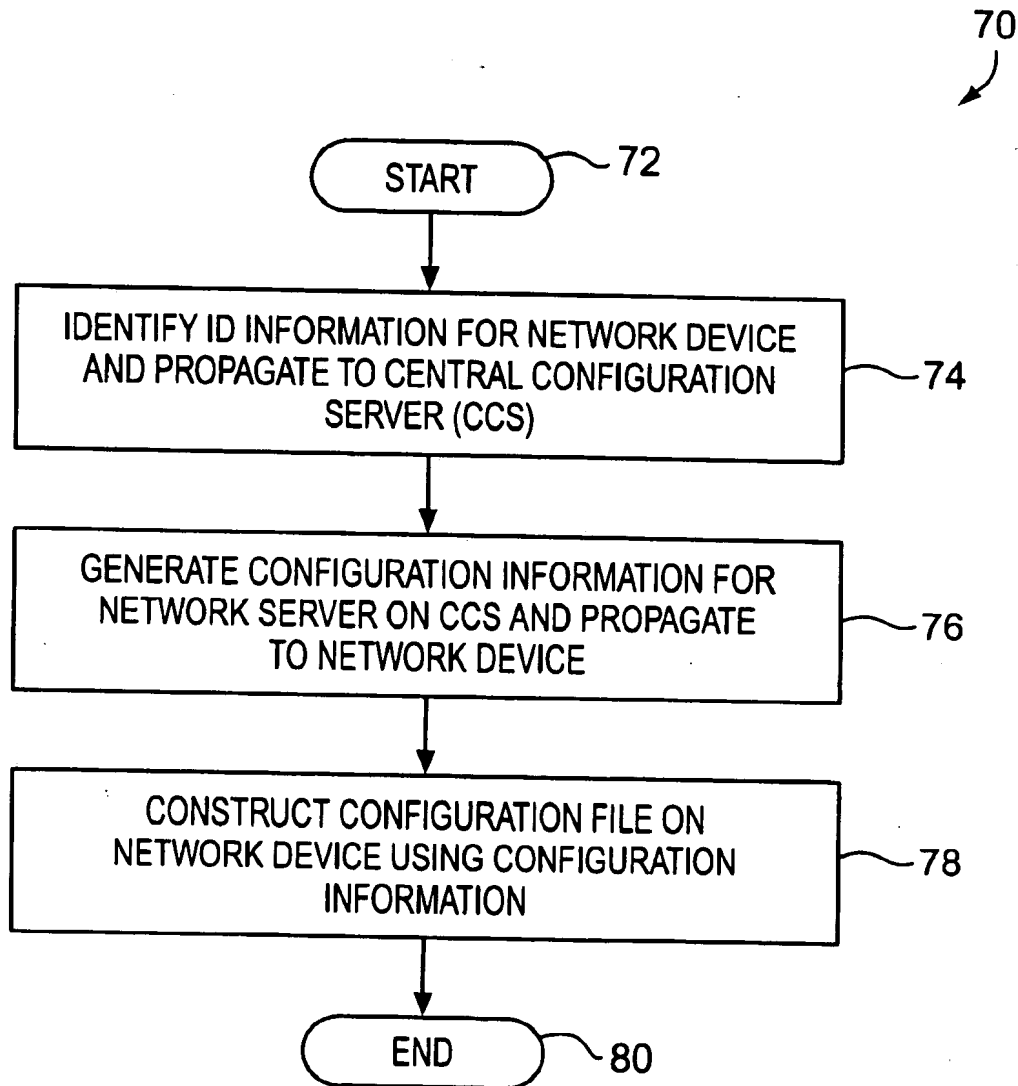 70
START
72
IDENTIFY ID INFORMATION FOR NETWORK DEVICE
AND PROPAGATE TO CENTRAL CONFIGURATION
SERVER (CCS)
74
GENERATE CONFIGURATION INFORMATION FOR
NETWORK SERVER ON CCS AND PROPAGATE
TO NETWORK DEVICE
76
CONSTRUCT CONFIGURATION FILE ON
NETWORK DEVICE USING CONFIGURATION
INFORMATION
78
END
80